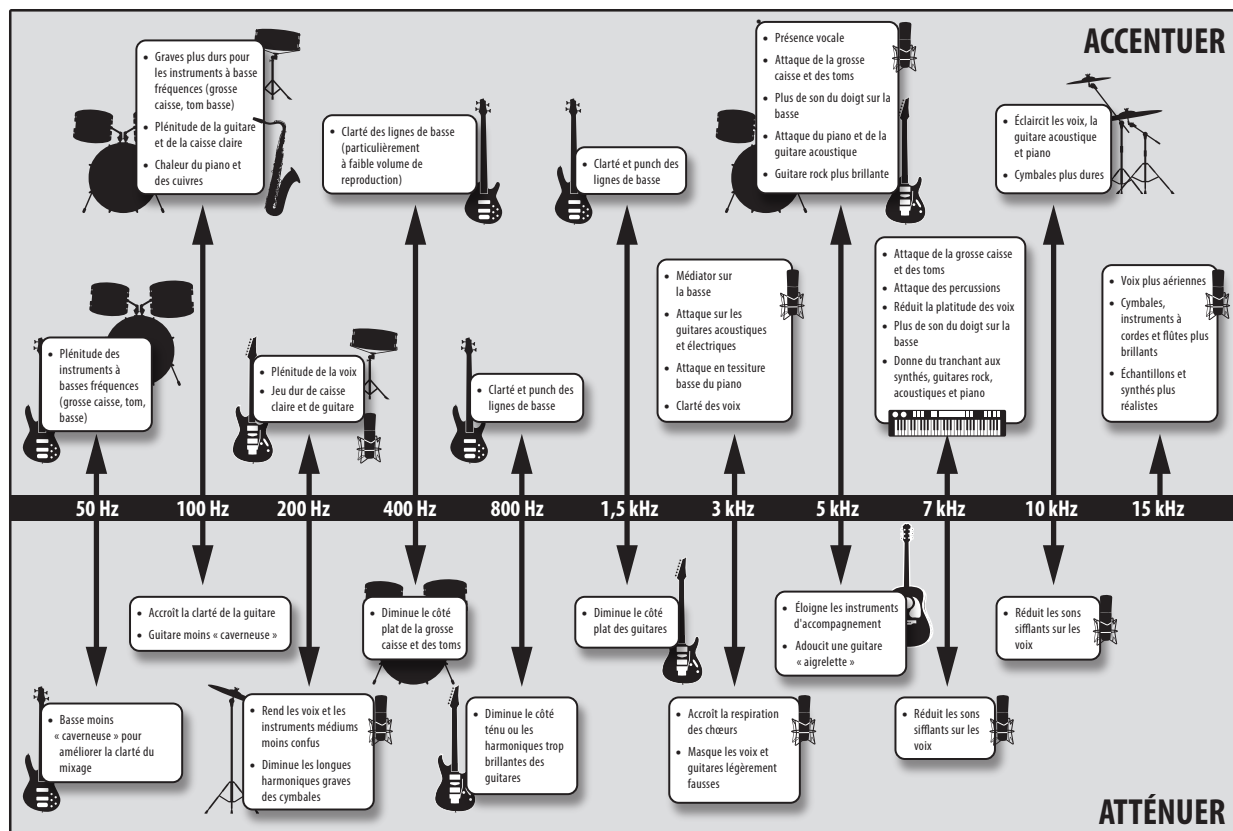 ACCENTUER
• Graves plus durs pour
les instruments à basse
fréquences (grosse
caisse, tom basse)
• Plénitude de la guitare
et de la caisse claire
• Chaleur du piano et
des cuivres
• Clarté des lignes de basse
(particulièrement
à faible volume de
reproduction)
• Clarté et punch des
lignes de basse
• Présence vocale
• Attaque de la grosse
caisse et des toms
• Plus de son du doigt sur la
basse
• Attaque du piano et de la
guitare acoustique
• Guitare rock plus brillante
• Éclaircit les voix, la
guitare acoustique
et piano
• Cymbales plus dures
• Plénitude des
instruments à
basses fréquences
(grosse caisse, tom,
basse)
• Plénitude de la voix
• Jeu dur de caisse
claire et de guitare
• Clarté et punch des
lignes de basse
• Médiator sur
la basse
• Attaque sur les
guitares acoustiques
et électriques
• Attaque en tessiture
basse du piano
• Clarté des voix
• Attaque de la grosse caisse
et des toms
• Attaque des percussions
• Réduit la platitude des voix
• Plus de son du doigt sur la
basse
• Donne du tranchant aux
synthés, guitares rock,
acoustiques et piano
• Voix plus aériennes
• Cymbales,
instruments à
cordes et flûtes plus
brillants
• Échantillons et
synthés plus
réalistes
50 Hz 100 Hz 200 Hz 400 Hz 800 Hz 1,5 kHz 3 kHz 5 kHz 7 kHz 10 kHz 15 kHz
• Accroît la clarté de la guitare
• Guitare moins « caverneuse »
• Diminue le côté
plat de la grosse
caisse et des toms
• Diminue le côté
plat des guitares
• Éloigne les instruments
d'accompagnement
• Adoucit une guitare
« aigrelette »
• Réduit les sons
sifflants sur les
voix
• Basse moins
« caverneuse » pour
améliorer la clarté du
mixage
• Rend les voix et les
instruments médiums
moins confus
• Diminue les longues
harmoniques graves
des cymbales
• Diminue le côté
ténu ou les
harmoniques trop
brillantes des
guitares
• Accroît la respiration
des chœurs
• Masque les voix et
guitares légèrement
fausses
• Réduit les sons
sifflants sur les
voix
ATTÉNUER